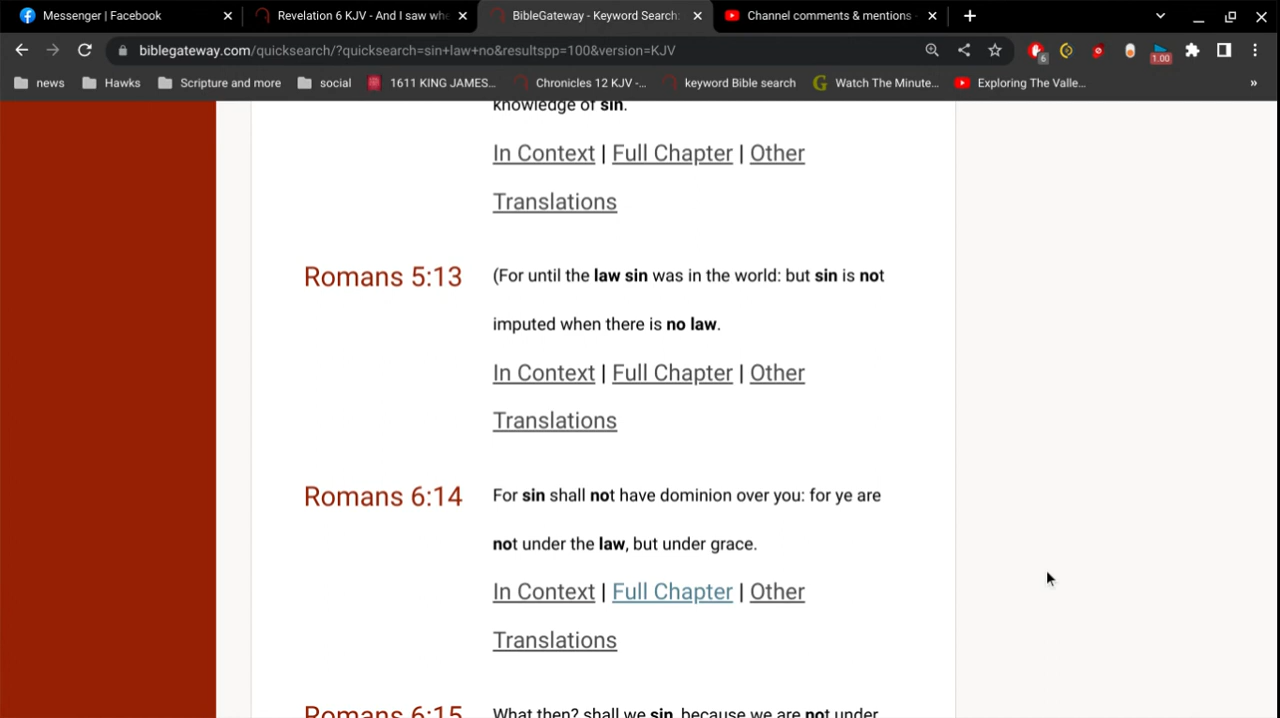 Messenger | Facebook
Revelation 6 KJV - And I saw whe
BibleGateway - Keyword Search:
Channel comments & mentions -
biblegateway.com/quicksearch/?quicksearch=sin+law+no&resultspp=100&version=KJV
6
1.00
news
Hawks
Scripture and more
social
1611 KING JAMES...
Chronicles 12 KJV -...
keyword Bible search
Watch The Minute...
Exploring The Valle...
»
knowledge of sin.
In Context | Full Chapter | Other
Translations
Romans 5:13
(For until the law sin was in the world: but sin is not
imputed when there is no law.
In Context | Full Chapter | Other
Translations
Romans 6:14
For sin shall not have dominion over you: for ye are
not under the law, but under grace.
In Context | Full Chapter | Other
Translations
Romans 6:15
What then? shall we sin, because we are not under